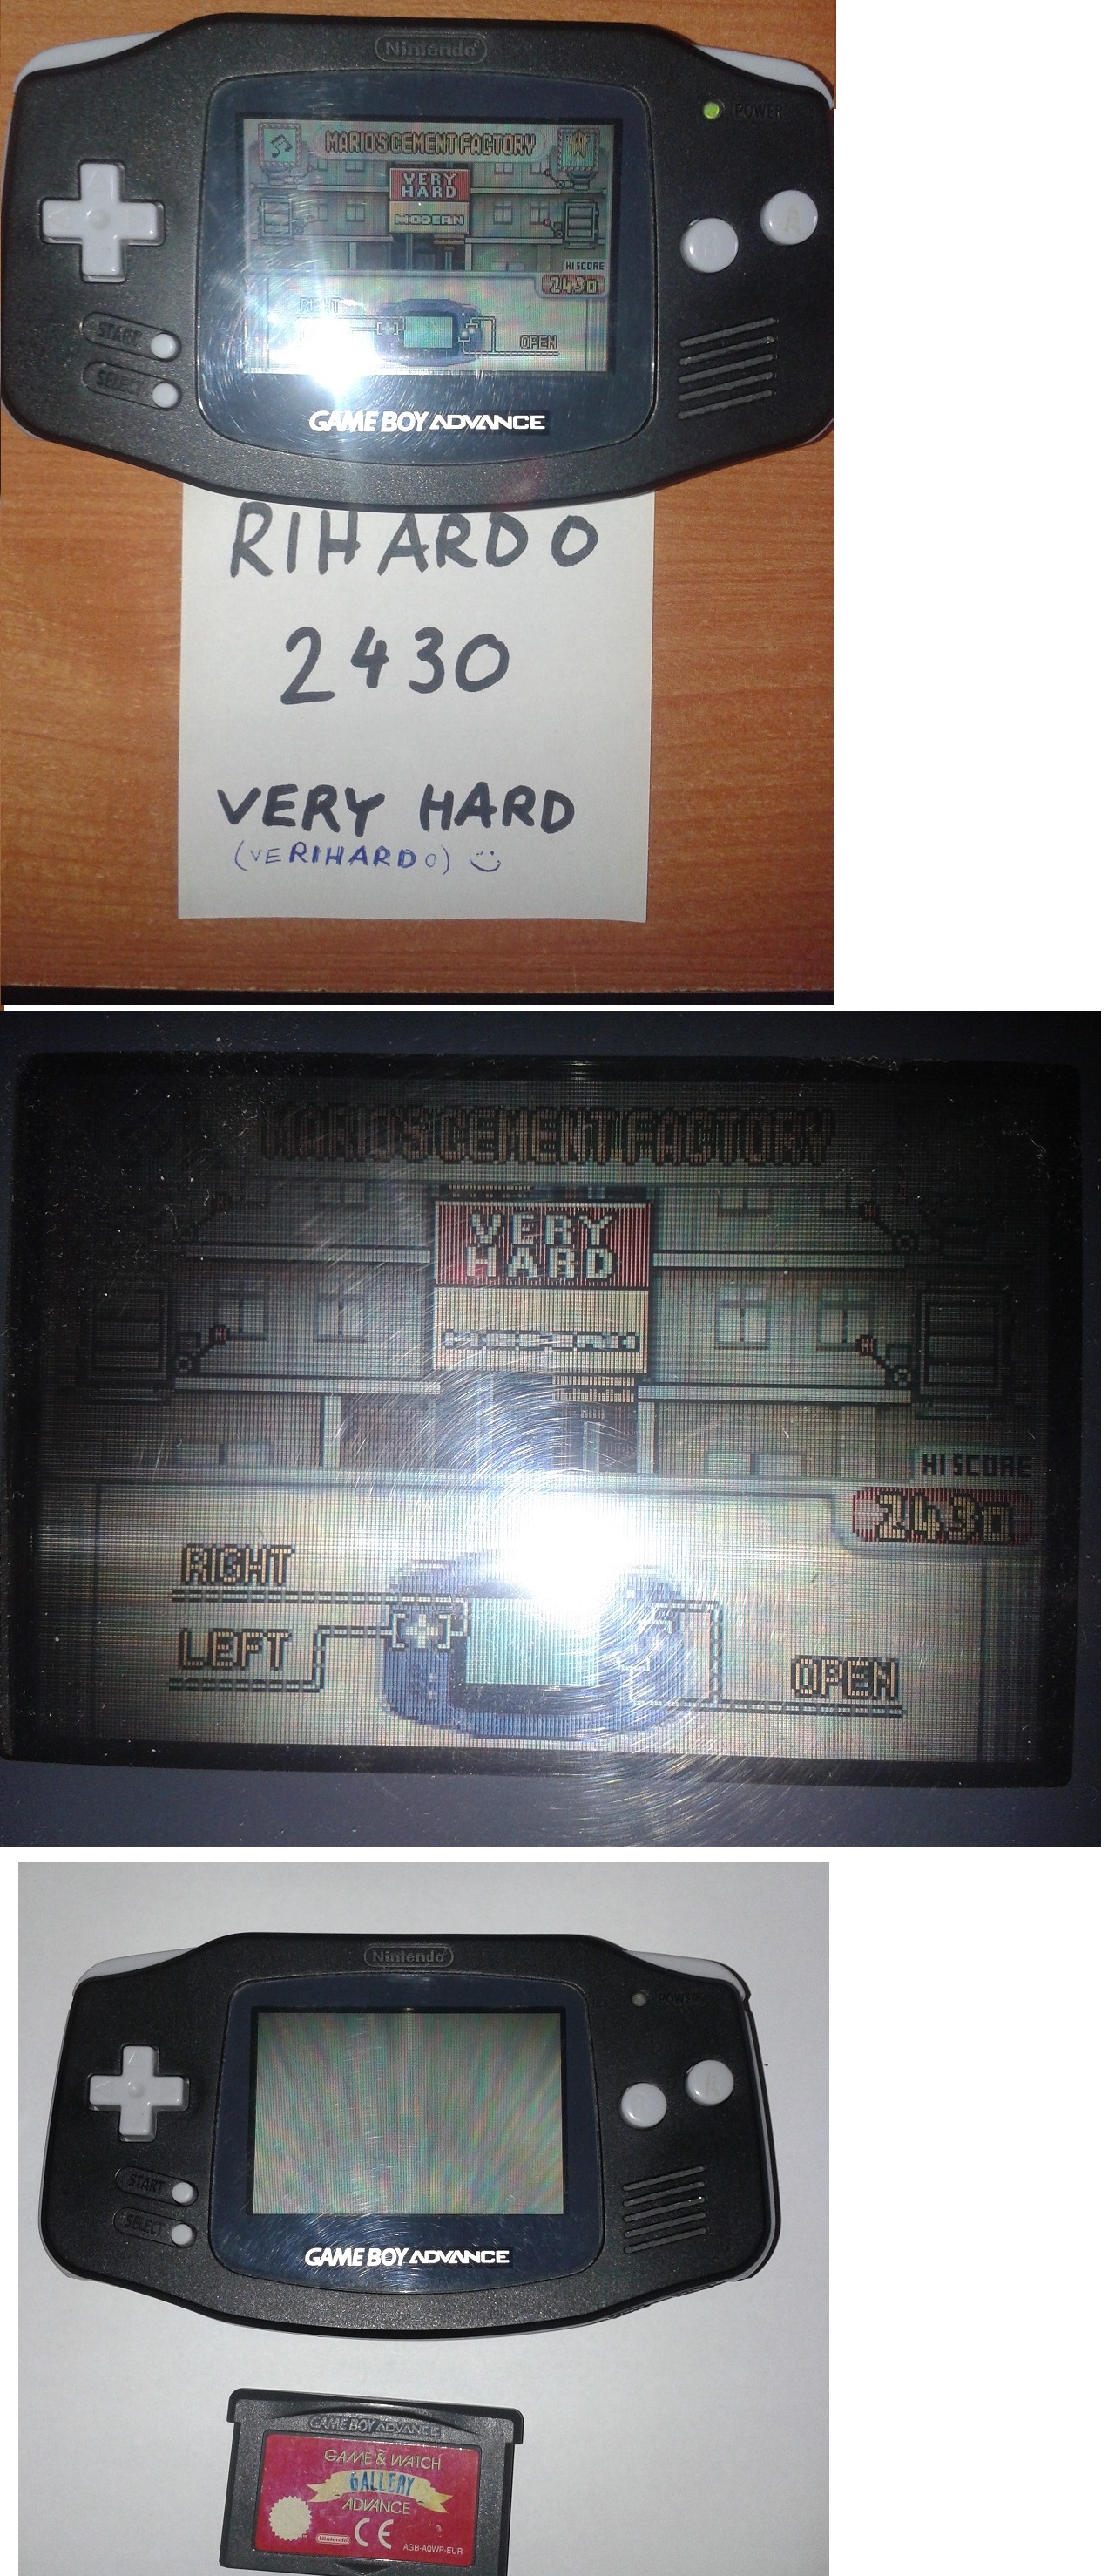 Nintendo
POWER
MARIO'S CEMENT FACTORY
VERY
HARD
MODERN
HI SCORE
2430
RIGHT
OPEN
A
START
SELECT
GAME BOY ADVANCE
RIHARDO
2430
VERY HARD
(VERIHARDO)
MARIO'S CEMENT FACTORY
VERY
HARD
MODERN
HI SCORE
2430
RIGHT
LEFT
OPEN
Nintendo
POWER
A
START
SELECT
GAME BOY ADVANCE
GAME BOY ADVANCE
GAME & WATCH
GALLERY
ADVANCE
Nintendo
CE
AGB-AQWP-EUR